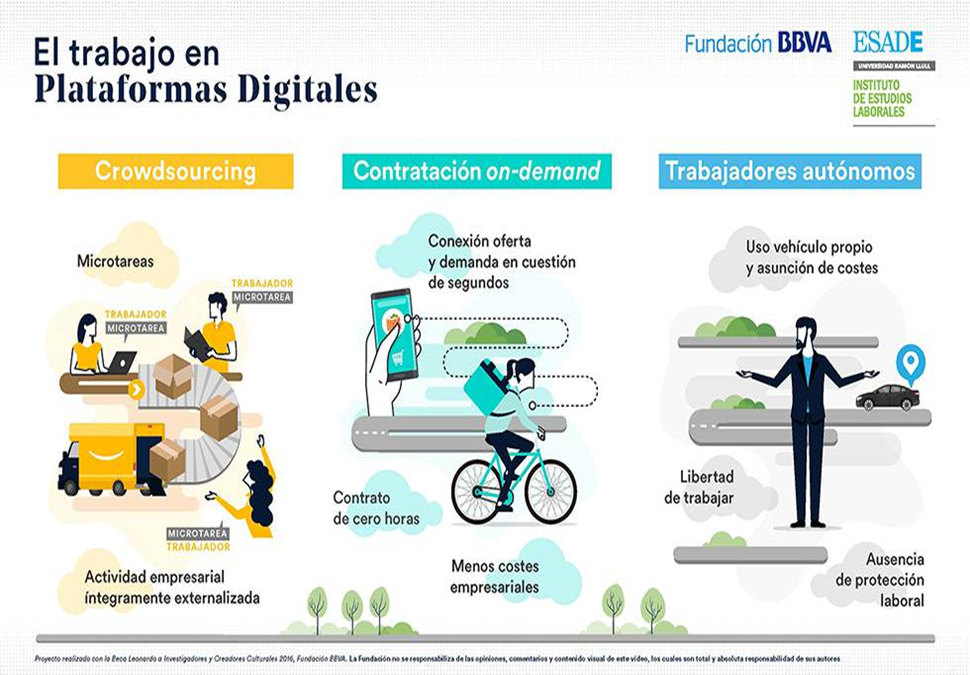 El trabajo en
Plataformas Digitales
Fundación BBVA
ESADE
UNIVERSIDAD RAMÓN LLULL
INSTITUTO
DE ESTUDIOS
LABORALES
Crowdsourcing
Microtareas
TRABAJADOR
MICROTAREA
TRABAJADOR
MICROTAREA
MICROTAREA
TRABAJADOR
Actividad empresarial
íntegramente externalizada
Contratación on-demand
Conexión oferta
y demanda en cuestión
de segundos
Contrato
de cero horas
Menos costes
empresariales
Trabajadores autónomos
Uso vehículo propio
y asunción de costes
Libertad
de trabajar
Ausencia
de protección
laboral
Proyecto realizado con la Beca Leonardo a Investigadores y Creadores Culturales 2016, Fundación BBVA. La Fundación no se responsabiliza de las opiniones, comentarios y contenido visual de este vídeo, los cuales son total y absoluta responsabilidad de sus autores